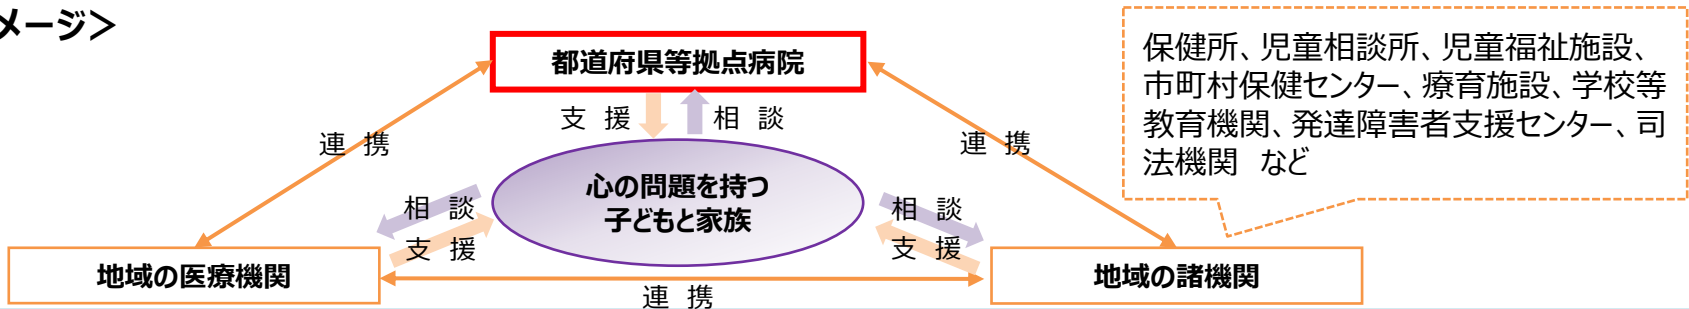 メージ＞
都道府県等拠点病院
保健所、児童相談所、児童福祉施設、
市町村保健センター、療育施設、学校等
教育機関、発達障害者支援センター、司
法機関　など
支 援
相 談
連 携
連 携
心の問題を持つ
子どもと家族
相 談
支 援
相 談
支 援
地域の医療機関
地域の諸機関
連 携